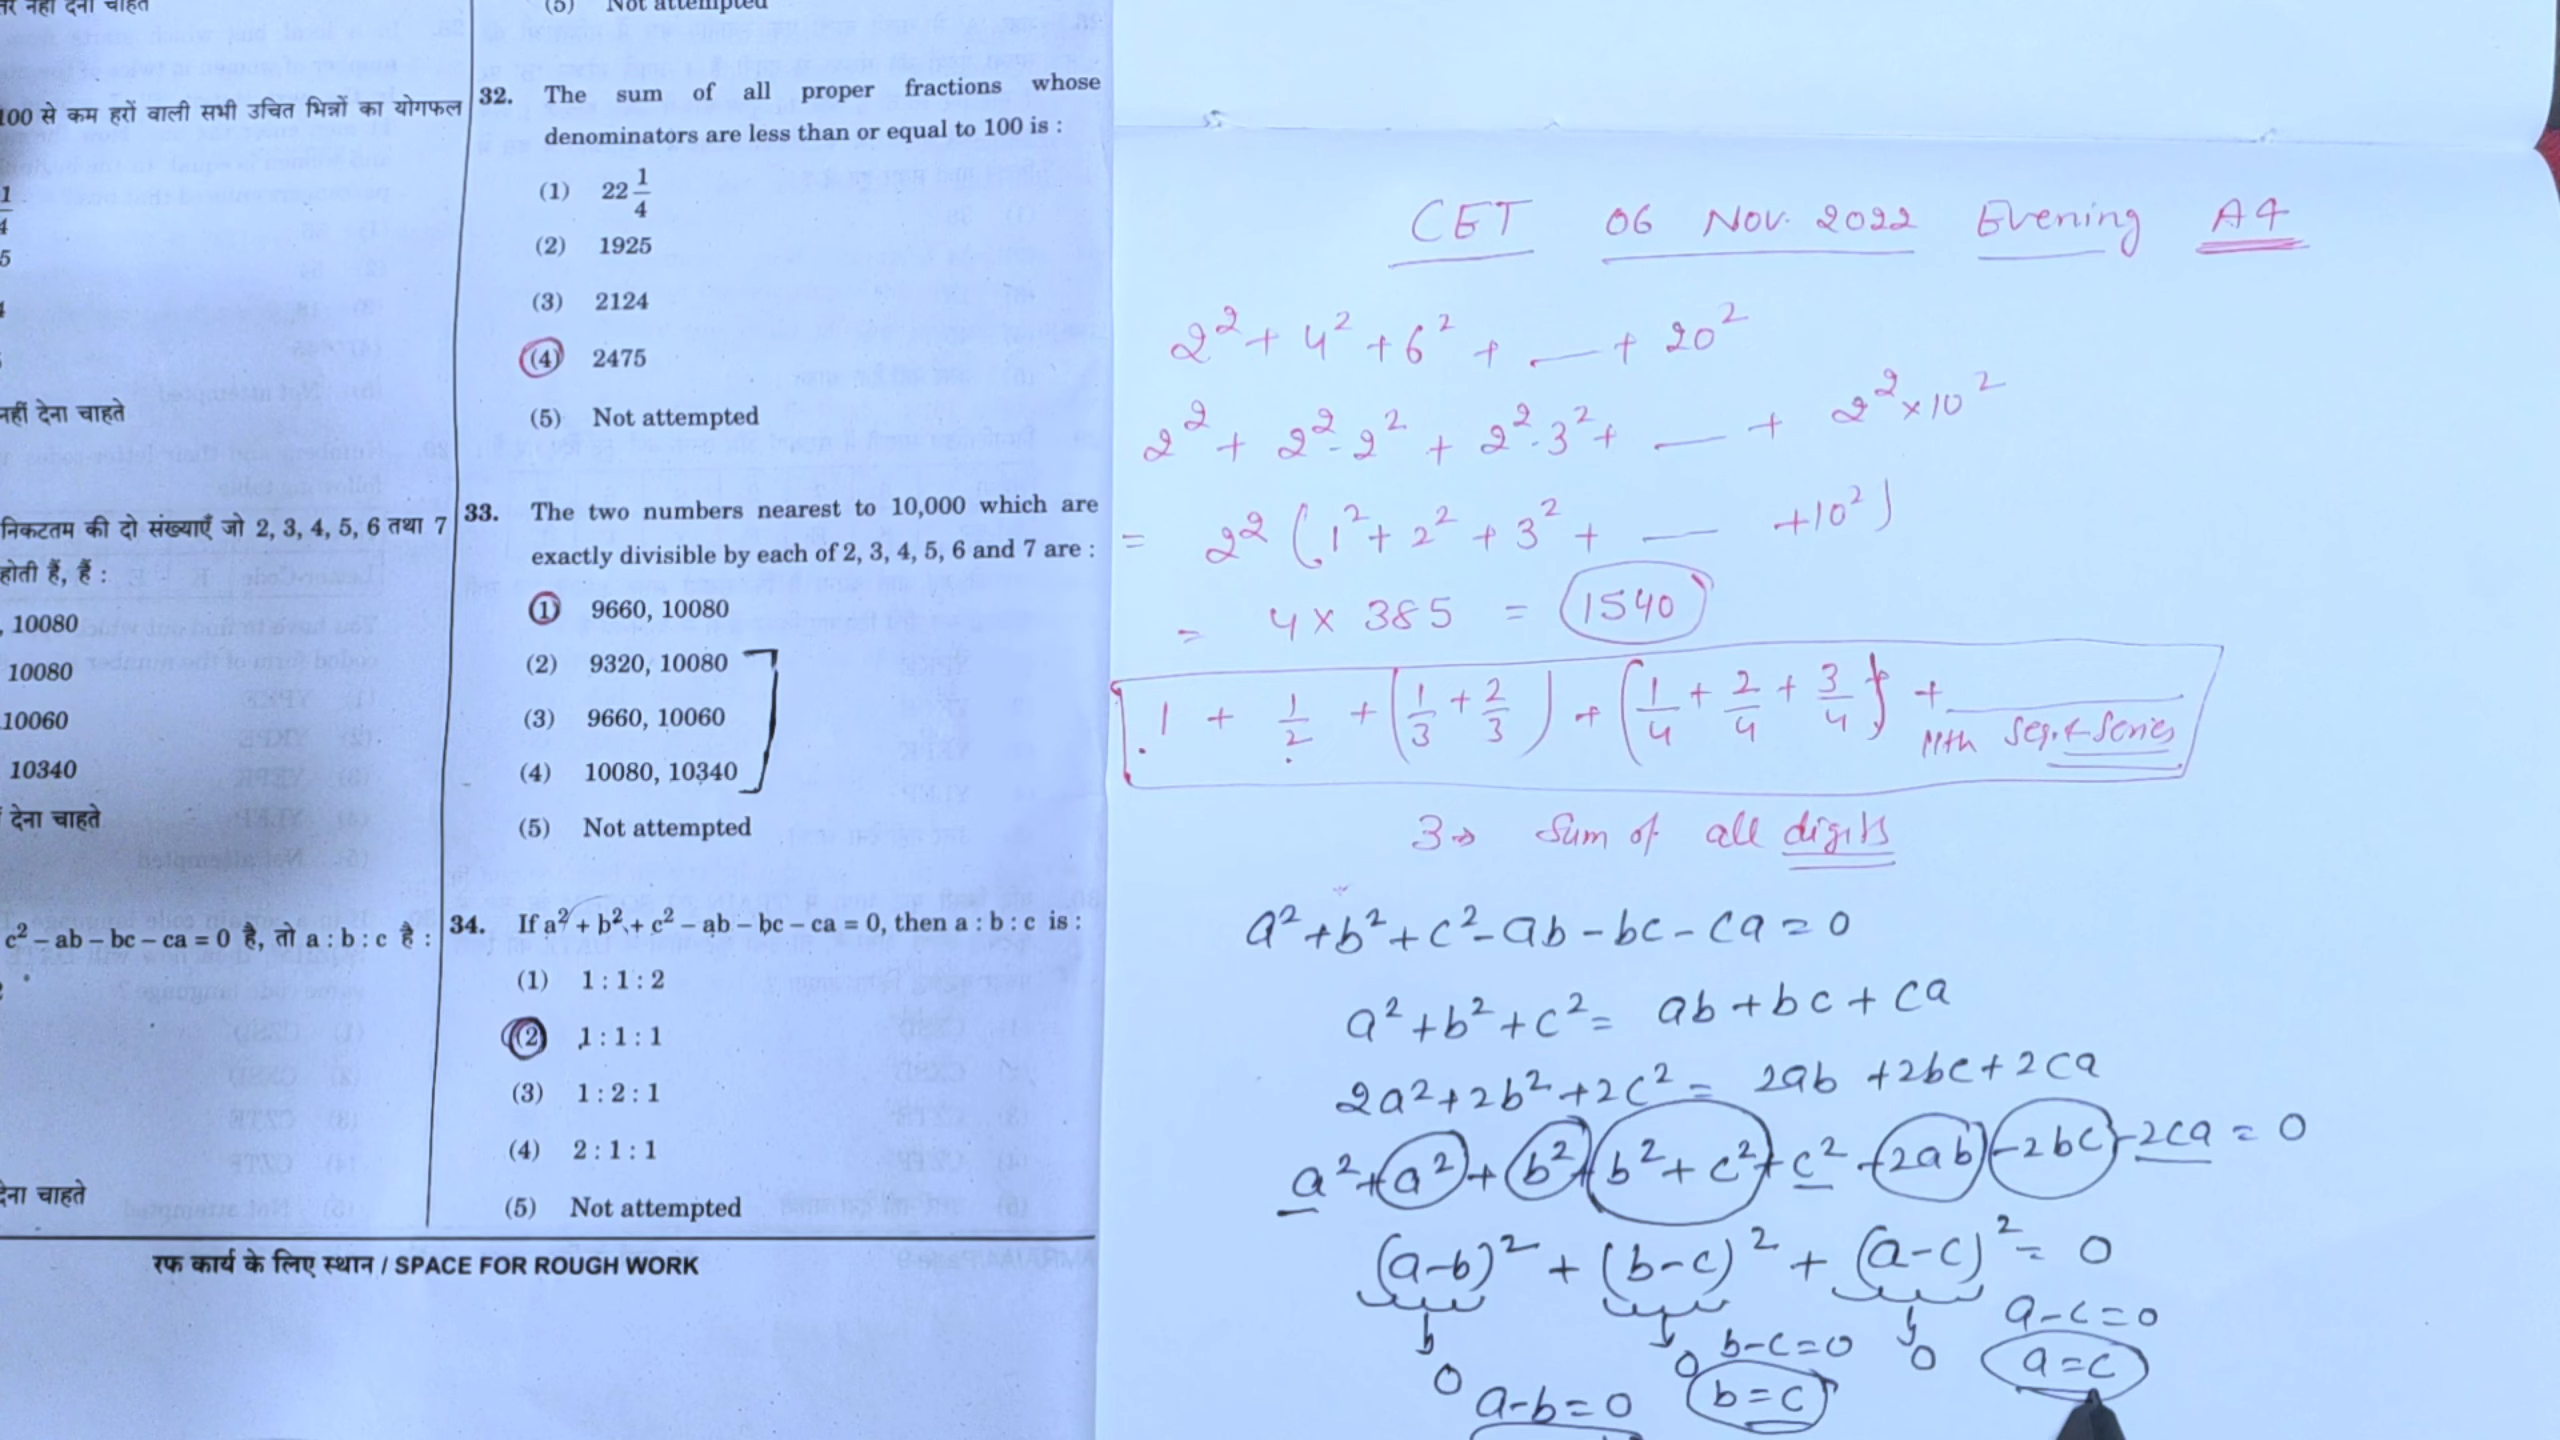 नहीं देना चाहते
100 से कम हरों वाली सभी उचित भिन्नों का योगफल
1
4
5
नहीं देना चाहते
निकटतम की दो संख्याएँ जो 2, 3, 4, 5, 6 तथा 7
होती हैं, हैं :
, 10080
10080
10060
10340
देना चाहते
c² – ab – bc – ca = 0 है, तो a : b : c है :
देना चाहते
(5) Not attempted
32. The sum of all proper fractions whose
denominators are less than or equal to 100 is :
(1) 22 1/4
(2) 1925
(3) 2124
(4) 2475
(5) Not attempted
33. The two numbers nearest to 10,000 which are
exactly divisible by each of 2, 3, 4, 5, 6 and 7 are :
(1) 9660, 10080
(2) 9320, 10080
(3) 9660, 10060
(4) 10080, 10340
(5) Not attempted
34. If a² + b² + c² – ab – bc – ca = 0, then a : b : c is :
(1) 1 : 1 : 2
(2) 1 : 1 : 1
(3) 1 : 2 : 1
(4) 2 : 1 : 1
(5) Not attempted
रफ कार्य के लिए स्थान / SPACE FOR ROUGH WORK
CET 06 Nov. 2022 Evening A4
2² + 4² + 6² + — + 20²
2² + 2²·2² + 2²·3² + — + 2²×10²
= 2² (1² + 2² + 3² + — +10²)
= 4 × 385 = 1540
1 + 1/2 + (1/3 + 2/3) + (1/4 + 2/4 + 3/4) + —
11th Seq. & Series
3→ Sum of all digits
a²+b²+c²-ab-bc-ca=0
a²+b²+c²= ab+bc+ca
2a²+2b²+2c²= 2ab+2bc+2ca
a²+a²+b²+b²+c²+c²-2ab-2bc-2ca=0
(a-b)²+(b-c)²+(a-c)²=0
a-c=0
0 b-c=0 0
0 a-b=0 b=c a=c